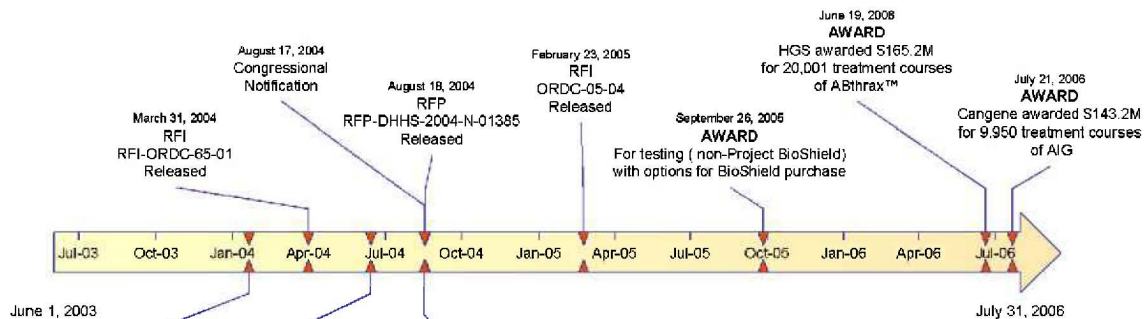 June 19, 2006
AWARD
HGS awarded $165.2M
for 20,001 treatment courses
of ABthrax™
August 17, 2004
Congressional
Notification
February 23, 2005
RFI
ORDC-05-04
Released
July 21, 2006
AWARD
Cangene awarded $143.2M
for 9,950 treatment courses
of AIG
August 18, 2004
RFP
RFP-DHHS-2004-N-01385
Released
March 31, 2004
RFI
RFI-ORDC-65-01
Released
September 26, 2005
AWARD
For testing ( non-Project BioShield)
with options for BioShield purchase
Jul-03 Oct-03 Jan-04 Apr-04 Jul-04 Oct-04 Jan-05 Apr-05 Jul-05 Oct-05 Jan-06 Apr-06 Jul-06
June 1, 2003 July 31, 2006